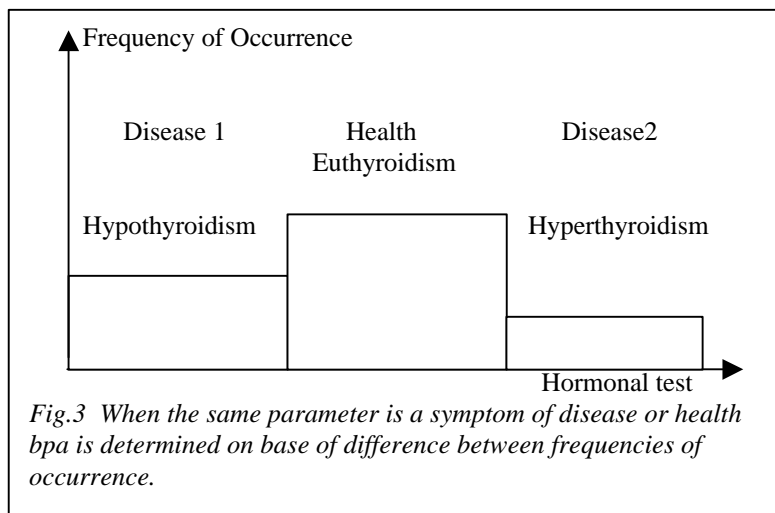 Frequency of Occurrence
Disease 1 Health Disease2
Euthyroidism
Hypothyroidism Hyperthyroidism
Hormonal test
Fig.3 When the same parameter is a symptom of disease or health
bpa is determined on base of difference between frequencies of
occurrence.